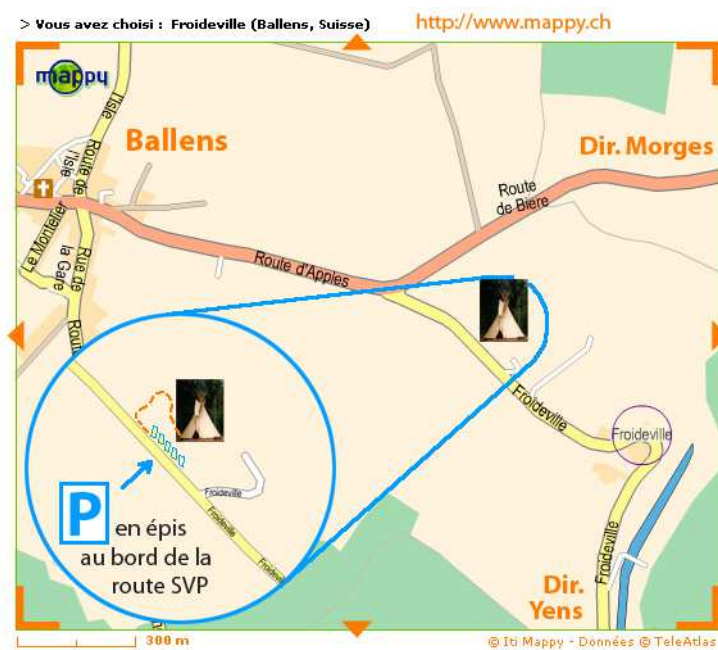 > Vous avez choisi : Froideville (Ballens, Suisse)
http://www.mappy.ch
mappy
l'Isle
Ballens
Dir. Morges
Route de
l'Isle
Route
de Bière
Le Montelier
Rue de
la Gare
Route d'Apples
Route
Froideville
Froideville
Froideville
Froideville
Froideville
Froideville
P
en épis
au bord de la
route SVP
Dir.
Yens
300 m
© Iti Mappy - Données © TeleAtlas